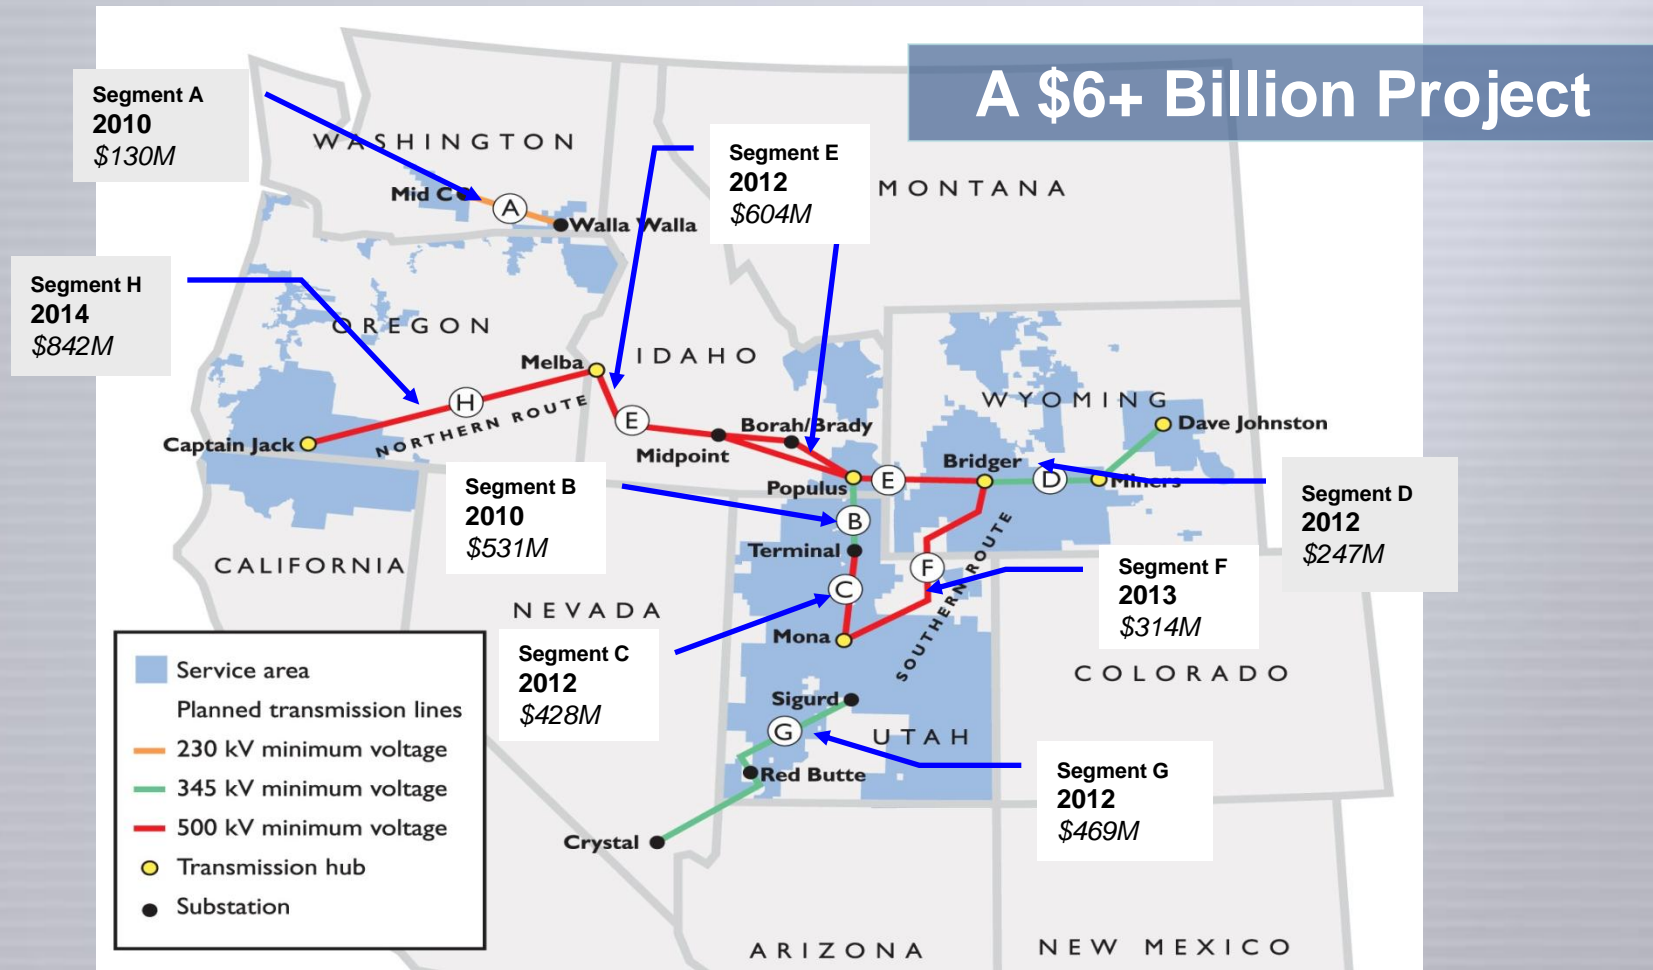 A $6+ Billion Project
Segment A
2010
$130M
WASHINGTON
Mid C
A
Walla Walla
Segment E
2012
$604M
MONTANA
Segment H
2014
$842M
OREGON
Melba
IDAHO
H
NORTHERN ROUTE
Captain Jack
E
Borah/Brady
Midpoint
WYOMING
Dave Johnston
Bridger
Populus
E
D
Miners
Segment B
2010
$531M
B
Terminal
Segment D
2012
$247M
CALIFORNIA
NEVADA
C
F
SOUTHERN ROUTE
Segment F
2013
$314M
Mona
Segment C
2012
$428M
COLORADO
Sigurd
G
UTAH
Red Butte
Segment G
2012
$469M
Crystal
Service area
Planned transmission lines
230 kV minimum voltage
345 kV minimum voltage
500 kV minimum voltage
Transmission hub
Substation
ARIZONA
NEW MEXICO